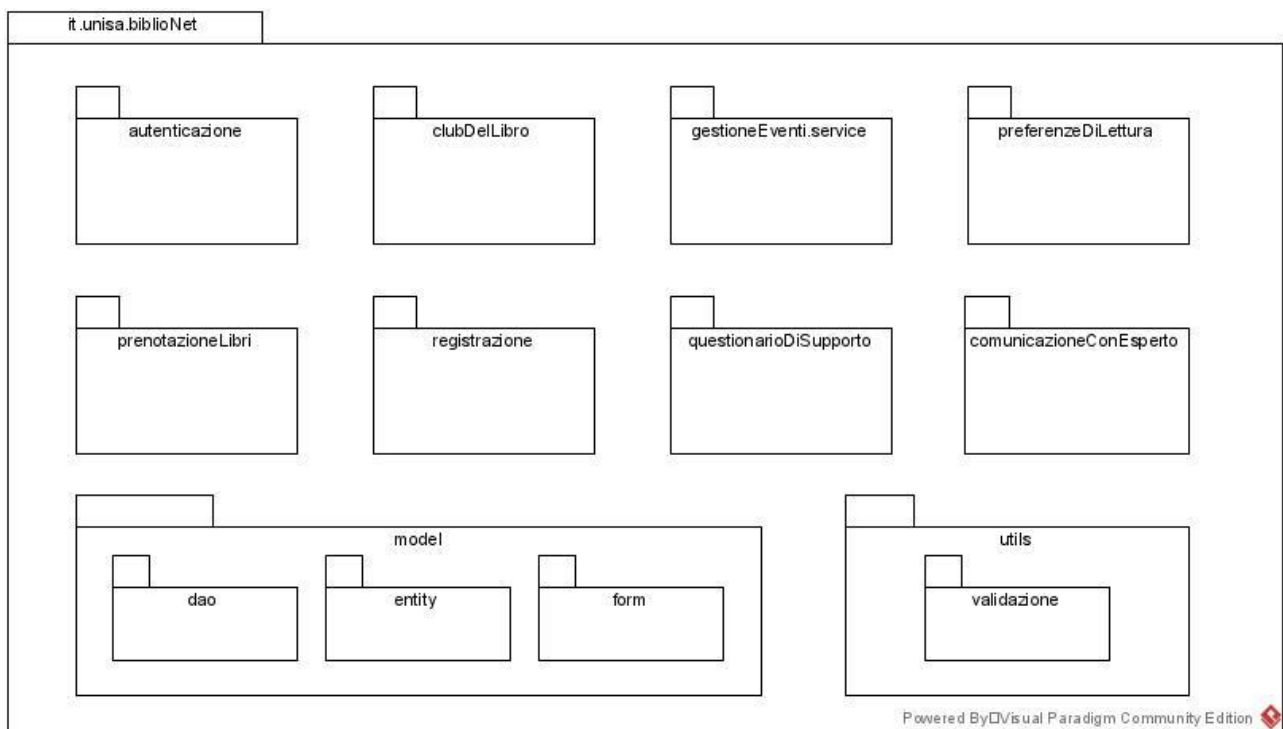 it.unisa.biblioNet
autenticazione
clubDelLibro
gestioneEventi.service
preferenzeDiLettura
prenotazioneLibri
registrazione
questionarioDiSupporto
comunicazioneConEsperto
model
utils
dao
entity
form
validazione
Powered By□Visual Paradigm Community Edition